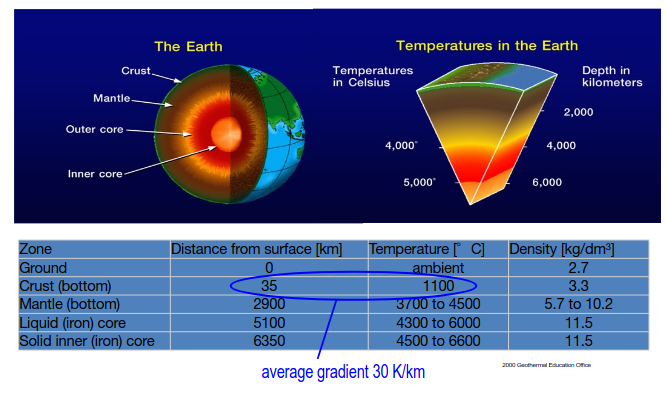 The Earth
Crust
Mantle
Outer core
Inner core
Temperatures in the Earth
Temperatures
in Celsius
Depth in
kilometers
2,000
4,000° 4,000
5,000° 6,000
Zone Distance from surface [km] Temperature [° C] Density [kg/dm³]
Ground 0 ambient 2.7
Crust (bottom) 35 1100 3.3
Mantle (bottom) 2900 3700 to 4500 5.7 to 10.2
Liquid (iron) core 5100 4300 to 6000 11.5
Solid inner (iron) core 6350 4500 to 6600 11.5
average gradient 30 K/km
2000 Geothermal Education Office